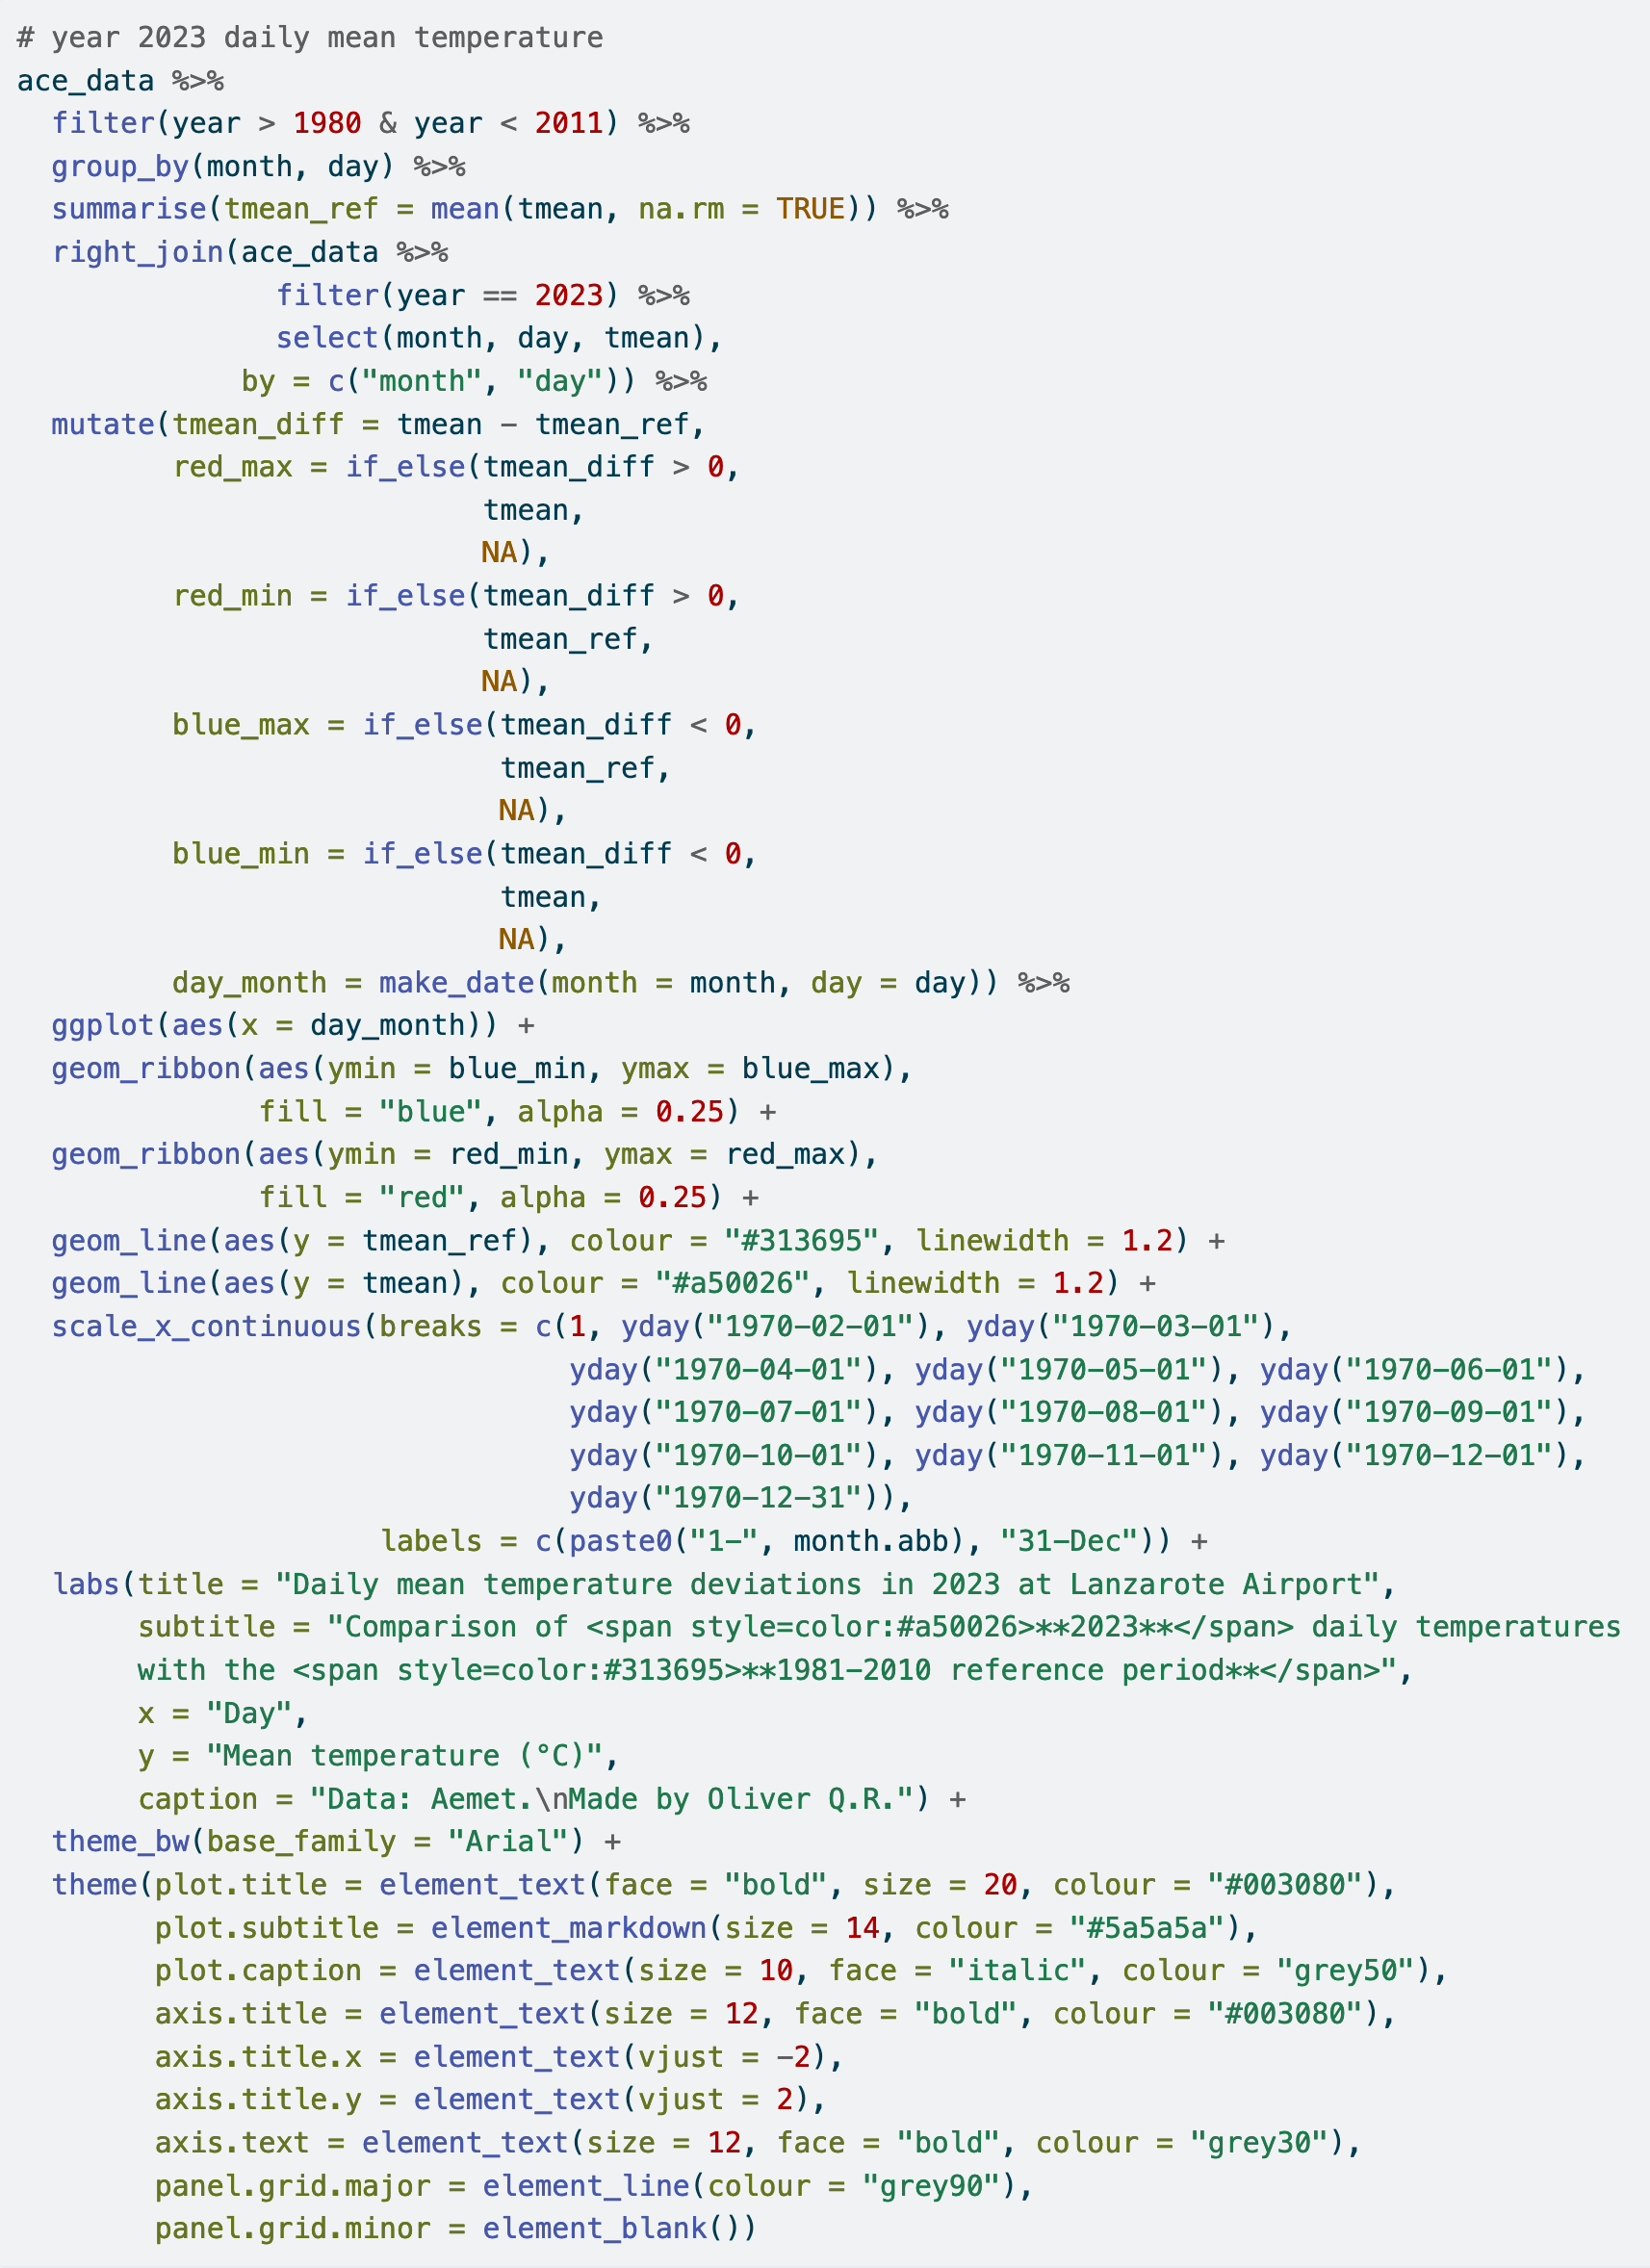 # year 2023 daily mean temperature
ace_data %>%
  filter(year > 1980 & year < 2011) %>%
  group_by(month, day) %>%
  summarise(tmean_ref = mean(tmean, na.rm = TRUE)) %>%
  right_join(ace_data %>%
               filter(year == 2023) %>%
               select(month, day, tmean),
             by = c("month", "day")) %>%
  mutate(tmean_diff = tmean - tmean_ref,
         red_max = if_else(tmean_diff > 0,
                           tmean,
                           NA),
         red_min = if_else(tmean_diff > 0,
                           tmean_ref,
                           NA),
         blue_max = if_else(tmean_diff < 0,
                            tmean_ref,
                            NA),
         blue_min = if_else(tmean_diff < 0,
                            tmean,
                            NA),
         day_month = make_date(month = month, day = day)) %>%
  ggplot(aes(x = day_month)) +
  geom_ribbon(aes(ymin = blue_min, ymax = blue_max),
              fill = "blue", alpha = 0.25) +
  geom_ribbon(aes(ymin = red_min, ymax = red_max),
              fill = "red", alpha = 0.25) +
  geom_line(aes(y = tmean_ref), colour = "#313695", linewidth = 1.2) +
  geom_line(aes(y = tmean), colour = "#a50026", linewidth = 1.2) +
  scale_x_continuous(breaks = c(1, yday("1970-02-01"), yday("1970-03-01"),
                                yday("1970-04-01"), yday("1970-05-01"), yday("1970-06-01"),
                                yday("1970-07-01"), yday("1970-08-01"), yday("1970-09-01"),
                                yday("1970-10-01"), yday("1970-11-01"), yday("1970-12-01"),
                                yday("1970-12-31")),
                     labels = c(paste0("1-", month.abb), "31-Dec")) +
  labs(title = "Daily mean temperature deviations in 2023 at Lanzarote Airport",
       subtitle = "Comparison of <span style=color:#a50026>**2023**</span> daily temperatures
       with the <span style=color:#313695>**1981-2010 reference period**</span>",
       x = "Day",
       y = "Mean temperature (°C)",
       caption = "Data: Aemet.\nMade by Oliver Q.R.") +
  theme_bw(base_family = "Arial") +
  theme(plot.title = element_text(face = "bold", size = 20, colour = "#003080"),
        plot.subtitle = element_markdown(size = 14, colour = "#5a5a5a"),
        plot.caption = element_text(size = 10, face = "italic", colour = "grey50"),
        axis.title = element_text(size = 12, face = "bold", colour = "#003080"),
        axis.title.x = element_text(vjust = -2),
        axis.title.y = element_text(vjust = 2),
        axis.text = element_text(size = 12, face = "bold", colour = "grey30"),
        panel.grid.major = element_line(colour = "grey90"),
        panel.grid.minor = element_blank())